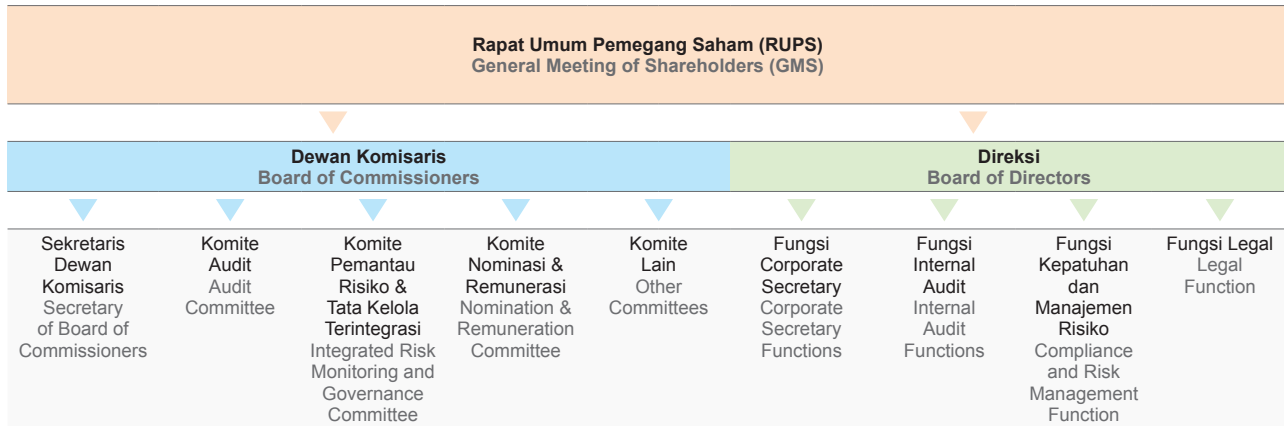 Rapat Umum Pemegang Saham (RUPS)
General Meeting of Shareholders (GMS)
Dewan Komisaris
Board of Commissioners
Direksi
Board of Directors
Sekretaris
Dewan
Komisaris
Secretary
of Board of
Commissioners
Komite
Audit
Audit
Committee
Komite
Pemantau
Risiko &
Tata Kelola
Terintegrasi
Integrated Risk
Monitoring and
Governance
Committee
Komite
Nominasi &
Remunerasi
Nomination &
Remuneration
Committee
Komite
Lain
Other
Committees
Fungsi
Corporate
Secretary
Corporate
Secretary
Functions
Fungsi
Internal
Audit
Internal
Audit
Functions
Fungsi
Kepatuhan
dan
Manajemen
Risiko
Compliance
and Risk
Management
Function
Fungsi Legal
Legal
Function